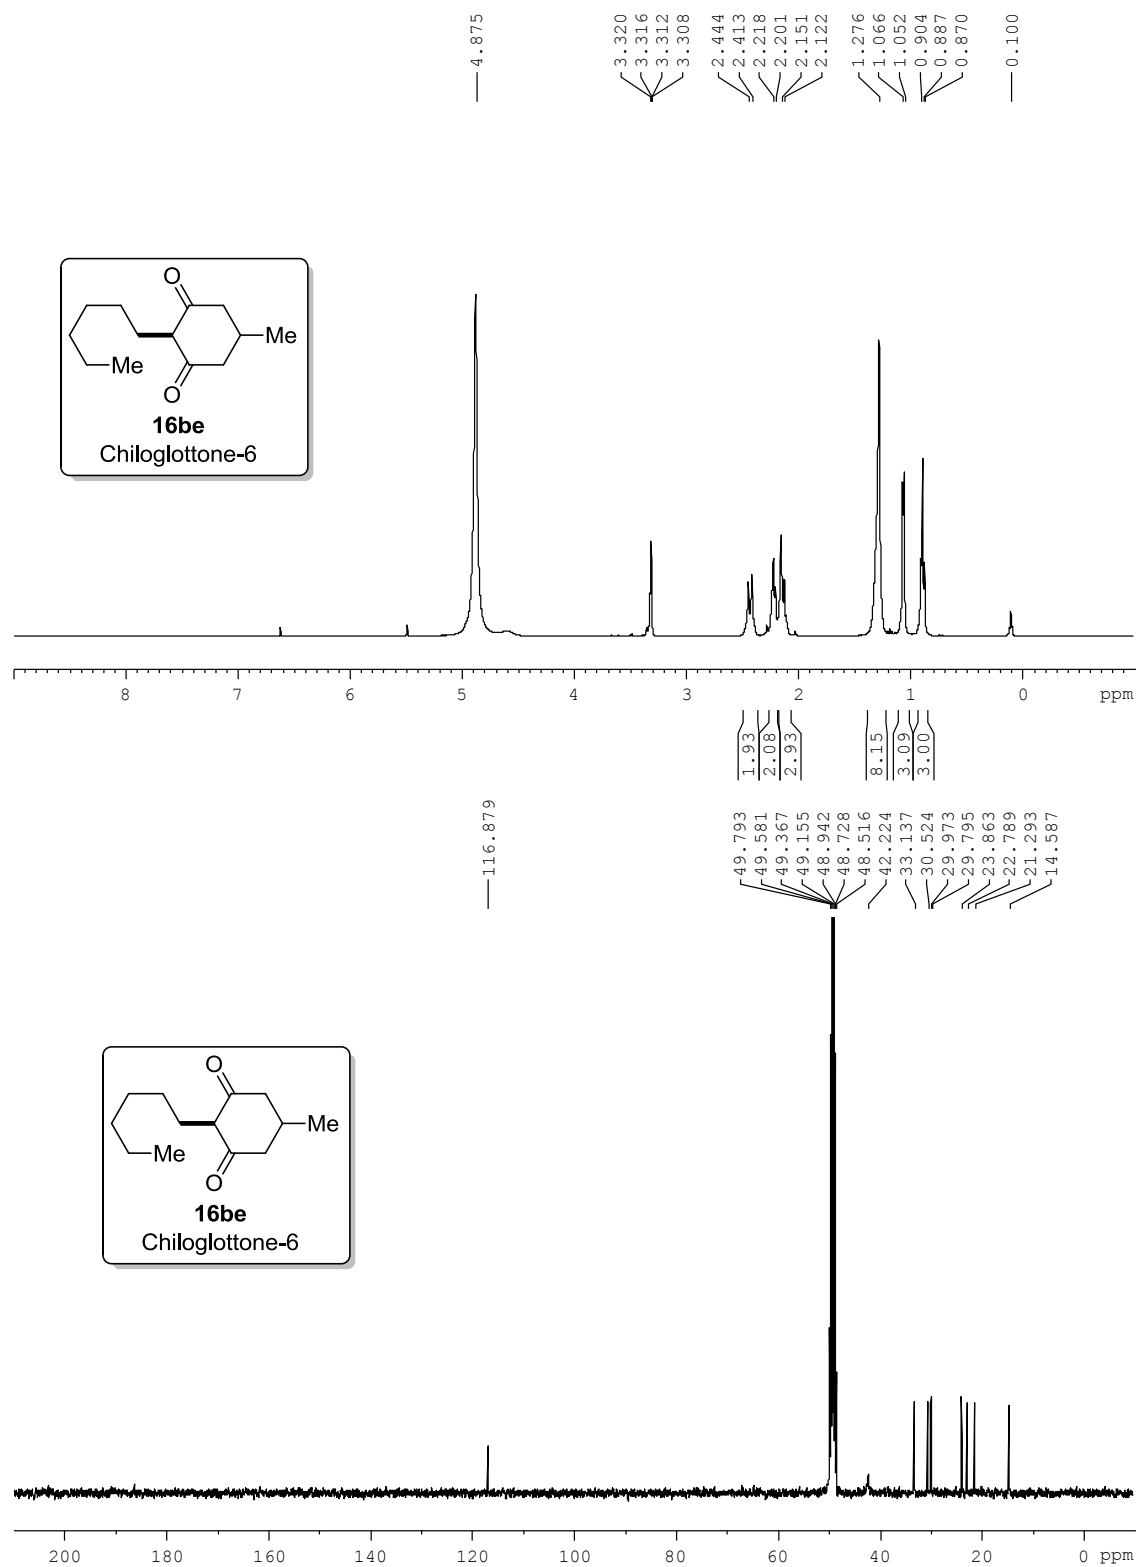 4.875
3.320
3.316
3.312
3.308
2.444
2.413
2.218
2.201
2.151
2.122
1.276
1.066
1.052
0.904
0.887
0.870
0.100
O
Me
Me
O
16be
Chiloglottone-6
8 7 6 5 4 3 2 1 0 ppm
1.93
2.08
2.93
8.15
3.09
3.00
116.879
49.793
49.581
49.367
49.155
48.942
48.728
48.516
42.224
33.137
30.524
29.973
29.795
23.863
22.789
21.293
14.587
O
Me
Me
O
16be
Chiloglottone-6
200 180 160 140 120 100 80 60 40 20 0 ppm